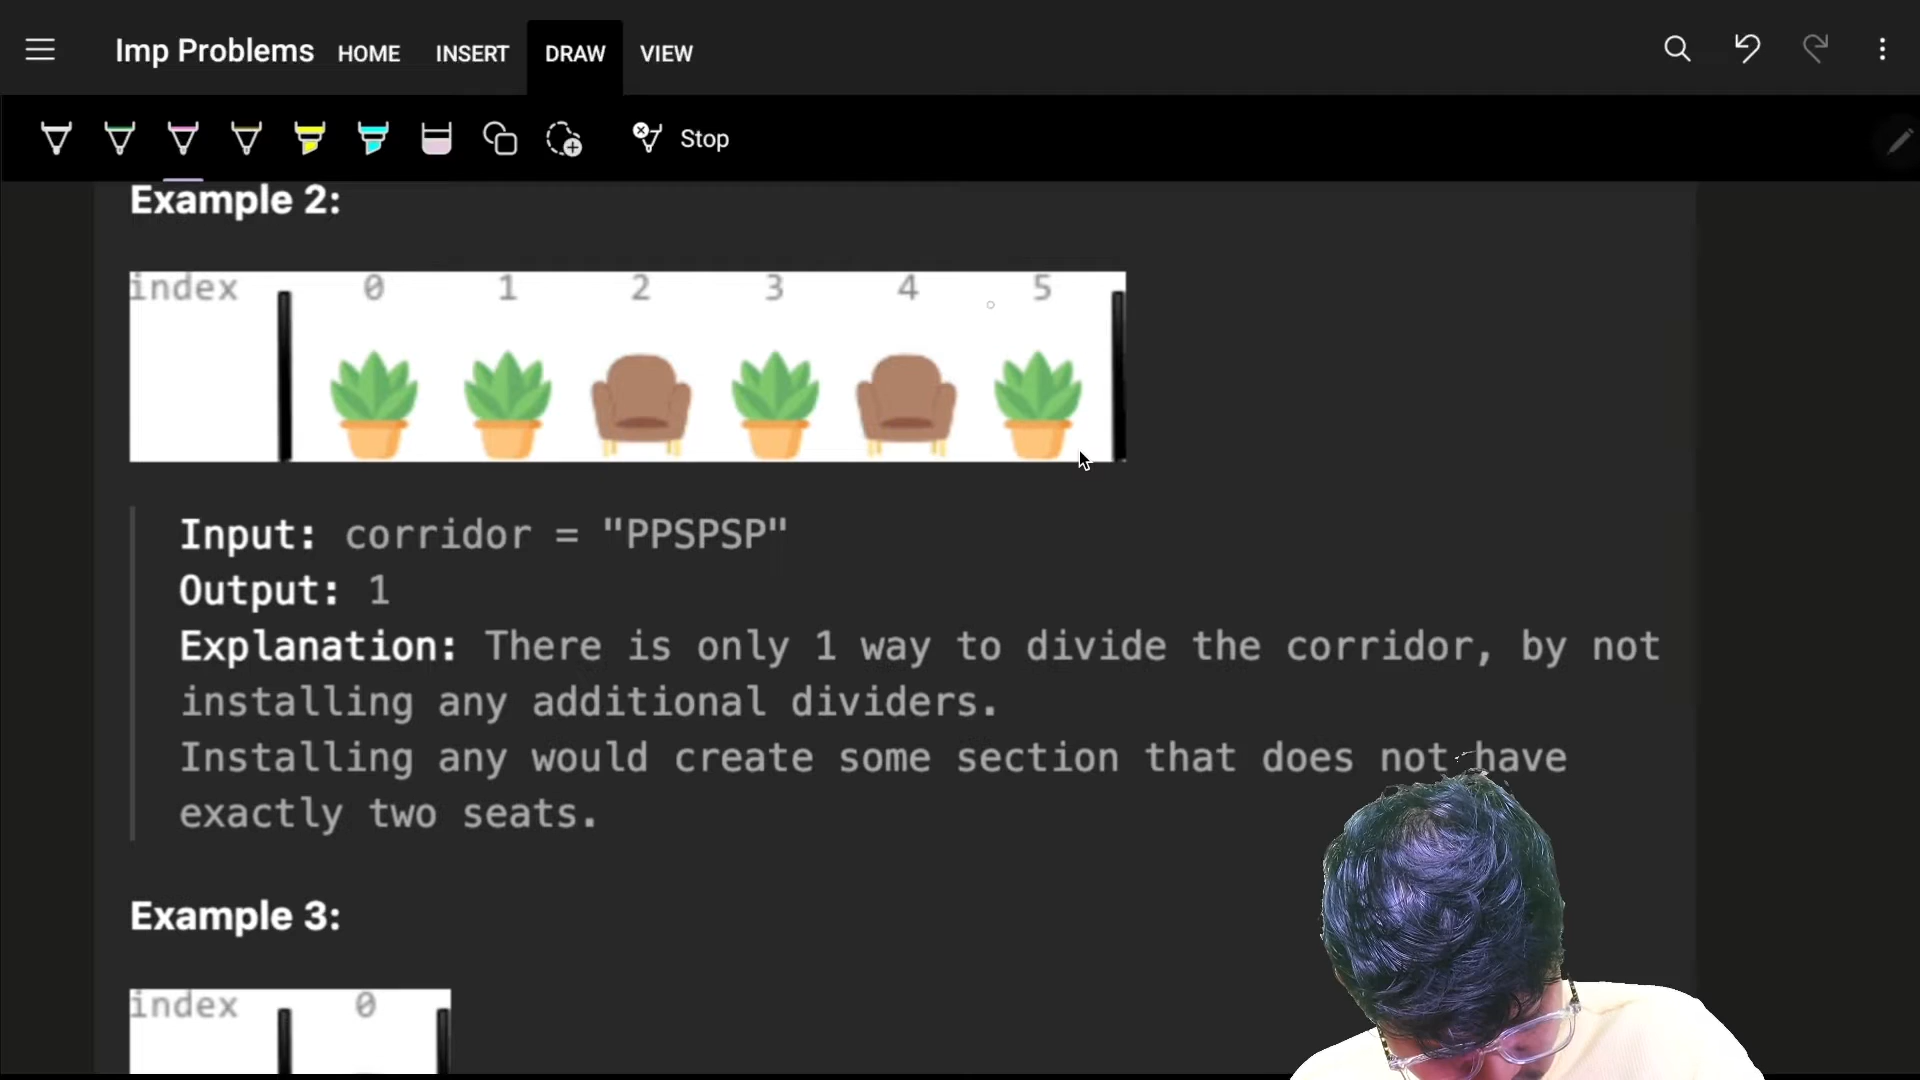 Imp Problems HOME INSERT DRAW VIEW
Stop
Example 2:
index 0 1 2 3 4 5
Input: corridor = "PPSPSP"
Output: 1
Explanation: There is only 1 way to divide the corridor, by not
installing any additional dividers.
Installing any would create some section that does not have
exactly two seats.
Example 3:
index 0